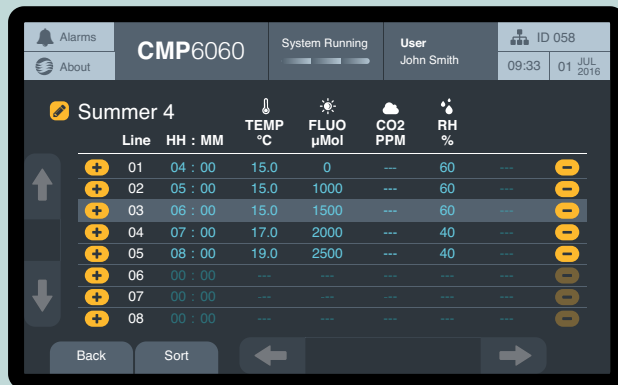 Alarms
About
CMP6060
System Running
User
John Smith
ID 058
09:33
01 JUL 2016
Summer 4
TEMP FLUO CO2 RH
Line HH : MM °C µMol PPM %
+ 01 04 : 00 15.0 0 --- 60 --- −
+ 02 05 : 00 15.0 1000 --- 60 --- −
+ 03 06 : 00 15.0 1500 --- 60 --- −
+ 04 07 : 00 17.0 2000 --- 40 --- −
+ 05 08 : 00 19.0 2500 --- 40 --- −
+ 06 00 : 00 --- --- --- --- --- −
+ 07 00 : 00 --- --- --- --- --- −
+ 08 00 : 00 --- --- --- --- --- −
Back Sort